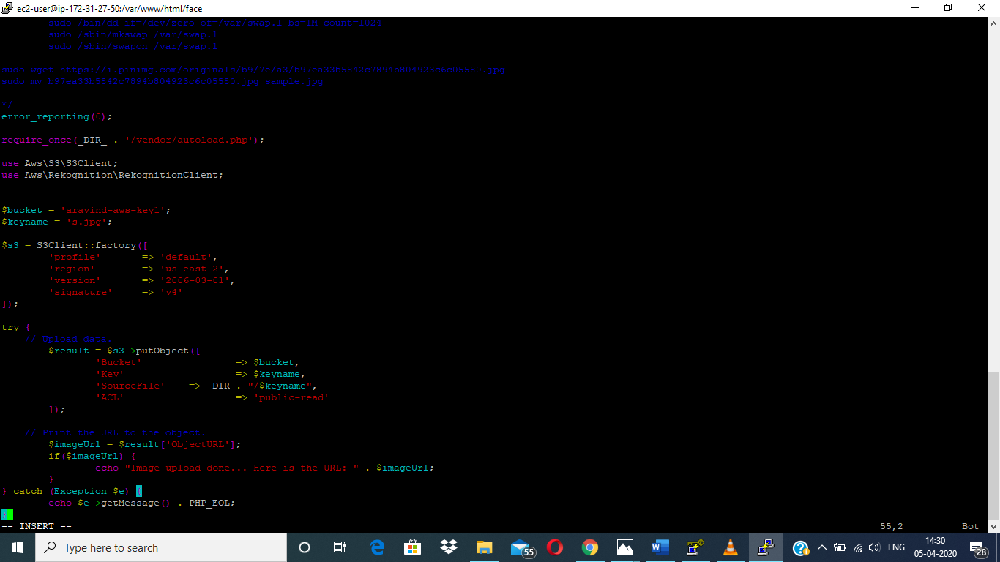 ec2-user@ip-172-31-27-50:/var/www/html/face
sudo /bin/dd if=/dev/zero of=/var/swap.1 bs=1M count=1024
sudo /sbin/mkswap /var/swap.1
sudo /sbin/swapon /var/swap.1
sudo wget https://i.pinimg.com/originals/b9/7e/a3/b97ea33b5842c7894b804923c6c05580.jpg
sudo mv b97ea33b5842c7894b804923c6c05580.jpg sample.jpg
*/
error_reporting(0);
require_once(_DIR_ . '/vendor/autoload.php');
use Aws\S3\S3Client;
use Aws\Rekognition\RekognitionClient;
$bucket = 'aravind-aws-key1';
$keyname = 's.jpg';
$s3 = S3Client::factory([
'profile' => 'default',
'region' => 'us-east-2',
'version' => '2006-03-01',
'signature' => 'v4'
]);
try {
// Upload data.
$result = $s3->putObject([
'Bucket' => $bucket,
'Key' => $keyname,
'SourceFile' => _DIR_. "/$keyname",
'ACL' => 'public-read'
]);
// Print the URL to the object.
$imageUrl = $result['ObjectURL'];
if($imageUrl) {
echo "Image upload done... Here is the URL: " . $imageUrl;
}
} catch (Exception $e) {
echo $e->getMessage() . PHP_EOL;
}
-- INSERT -- 55,2 Bot
Type here to search 55 ENG 14:30 28
05-04-2020